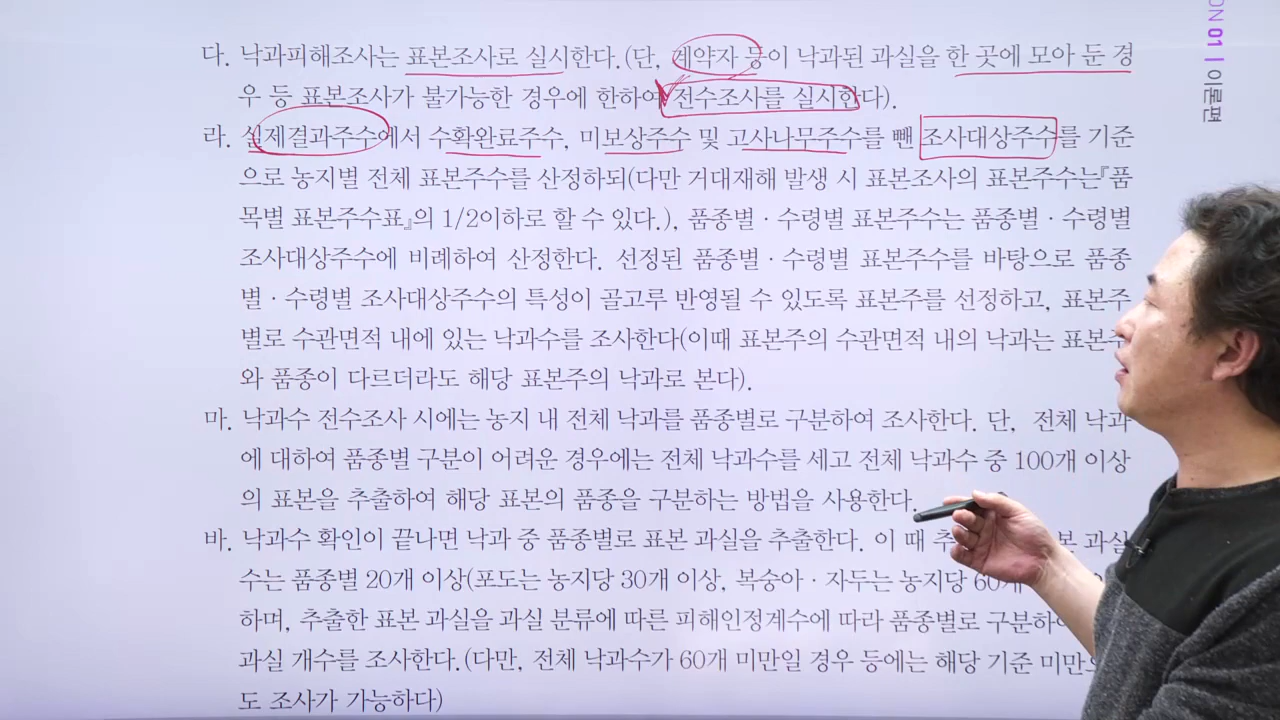 다. 낙과피해조사는 표본조사로 실시한다.(단, 계약자 등이 낙과된 과실을 한 곳에 모아 둔 경
우 등 표본조사가 불가능한 경우에 한하여 전수조사를 실시한다).
라. 실제결과주수에서 수확완료주수, 미보상주수 및 고사나무주수를 뺀 조사대상주수를 기준
으로 농지별 전체 표본주수를 산정하되(다만 거대재해 발생 시 표본조사의 표본주수는『품
목별 표본주수표』의 1/2이하로 할 수 있다.), 품종별 · 수령별 표본주수는 품종별 · 수령별
조사대상주수에 비례하여 산정한다. 선정된 품종별 · 수령별 표본주수를 바탕으로 품종
별 · 수령별 조사대상주수의 특성이 골고루 반영될 수 있도록 표본주를 선정하고, 표본주
별로 수관면적 내에 있는 낙과수를 조사한다(이때 표본주의 수관면적 내의 낙과는 표본주
와 품종이 다르더라도 해당 표본주의 낙과로 본다).
마. 낙과수 전수조사 시에는 농지 내 전체 낙과를 품종별로 구분하여 조사한다. 단, 전체 낙과
에 대하여 품종별 구분이 어려운 경우에는 전체 낙과수를 세고 전체 낙과수 중 100개 이상
의 표본을 추출하여 해당 표본의 품종을 구분하는 방법을 사용한다.
바. 낙과수 확인이 끝나면 낙과 중 품종별로 표본 과실을 추출한다. 이 때 과실
수는 품종별 20개 이상(포도는 농지당 30개 이상, 복숭아 · 자두는 농지당 60개
하며, 추출한 표본 과실을 과실 분류에 따른 피해인정계수에 따라 품종별로
과실 개수를 조사한다.(다만, 전체 낙과수가 60개 미만일 경우 등에는 해당 기준
도 조사가 가능하다)
01 | 이론편